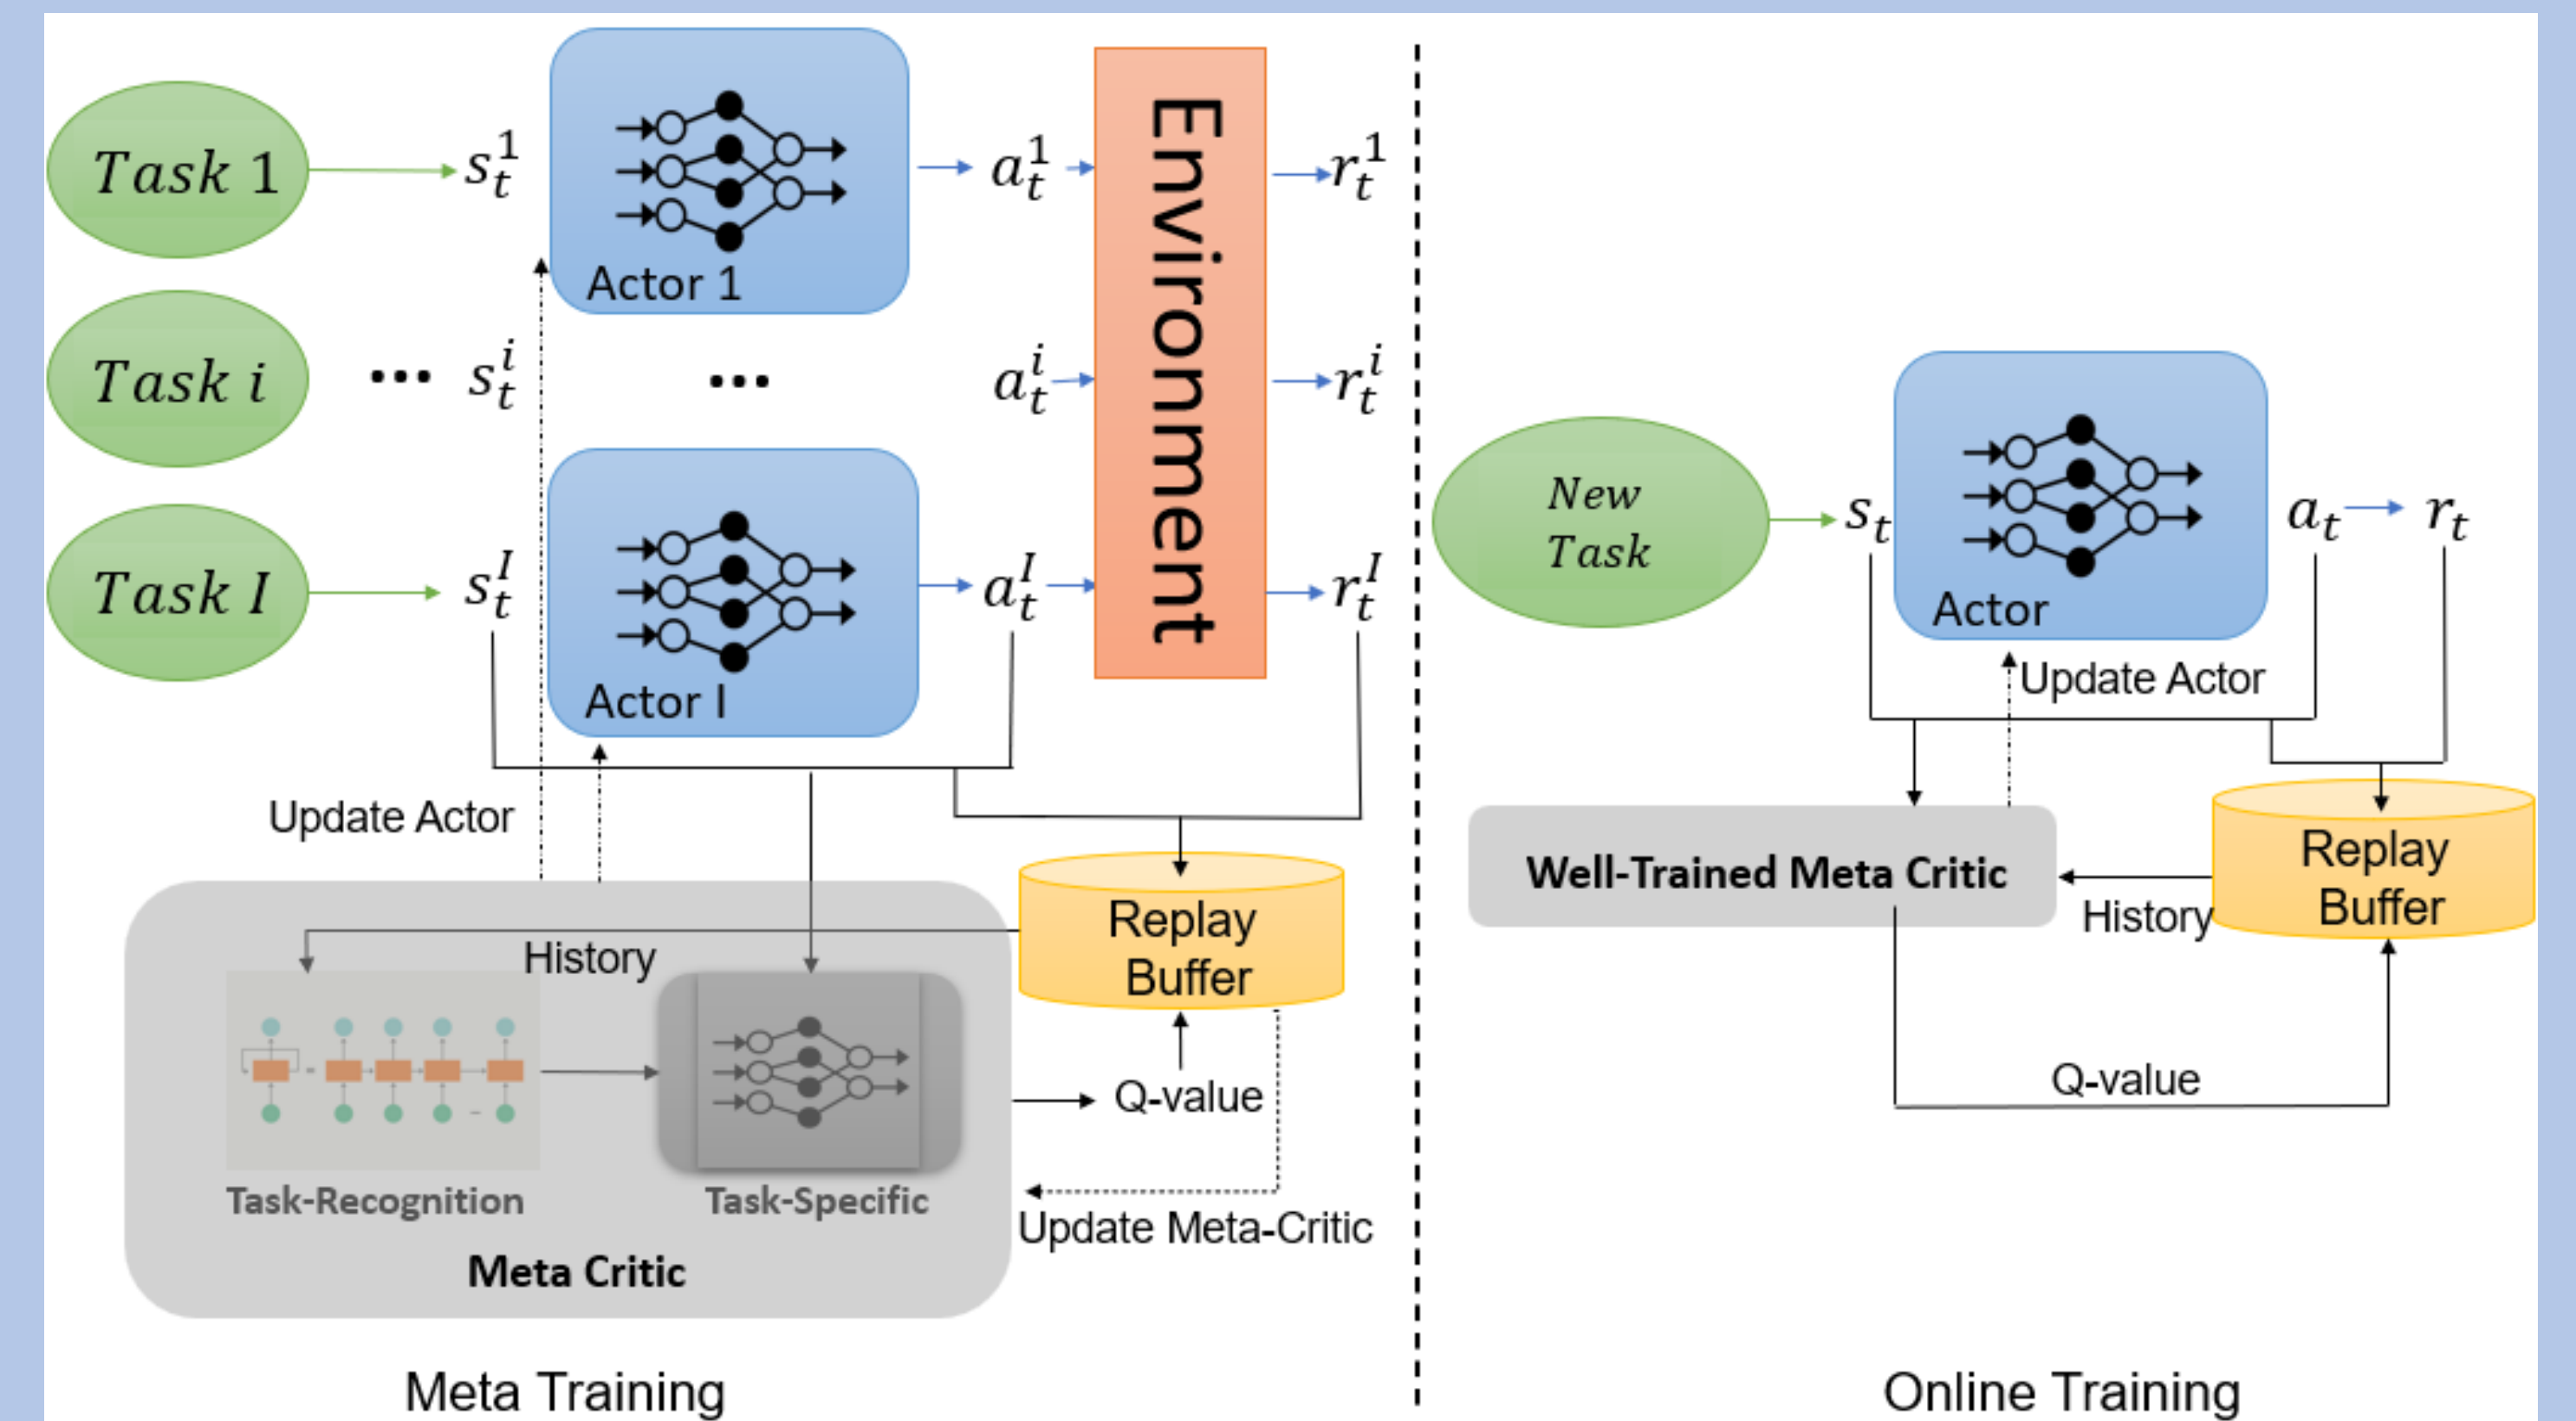 Task 1
s_t^1
Actor 1
a_t^1
Environment
r_t^1
Task i
... s_t^i
...
a_t^i
r_t^i
Task I
s_t^I
Actor I
a_t^I
r_t^I
Update Actor
History
Replay
Buffer
Q-value
Update Meta-Critic
Task-Recognition
Task-Specific
Meta Critic
Meta Training
New
Task
s_t
Actor
a_t
r_t
Update Actor
Well-Trained Meta Critic
History
Replay
Buffer
Q-value
Online Training